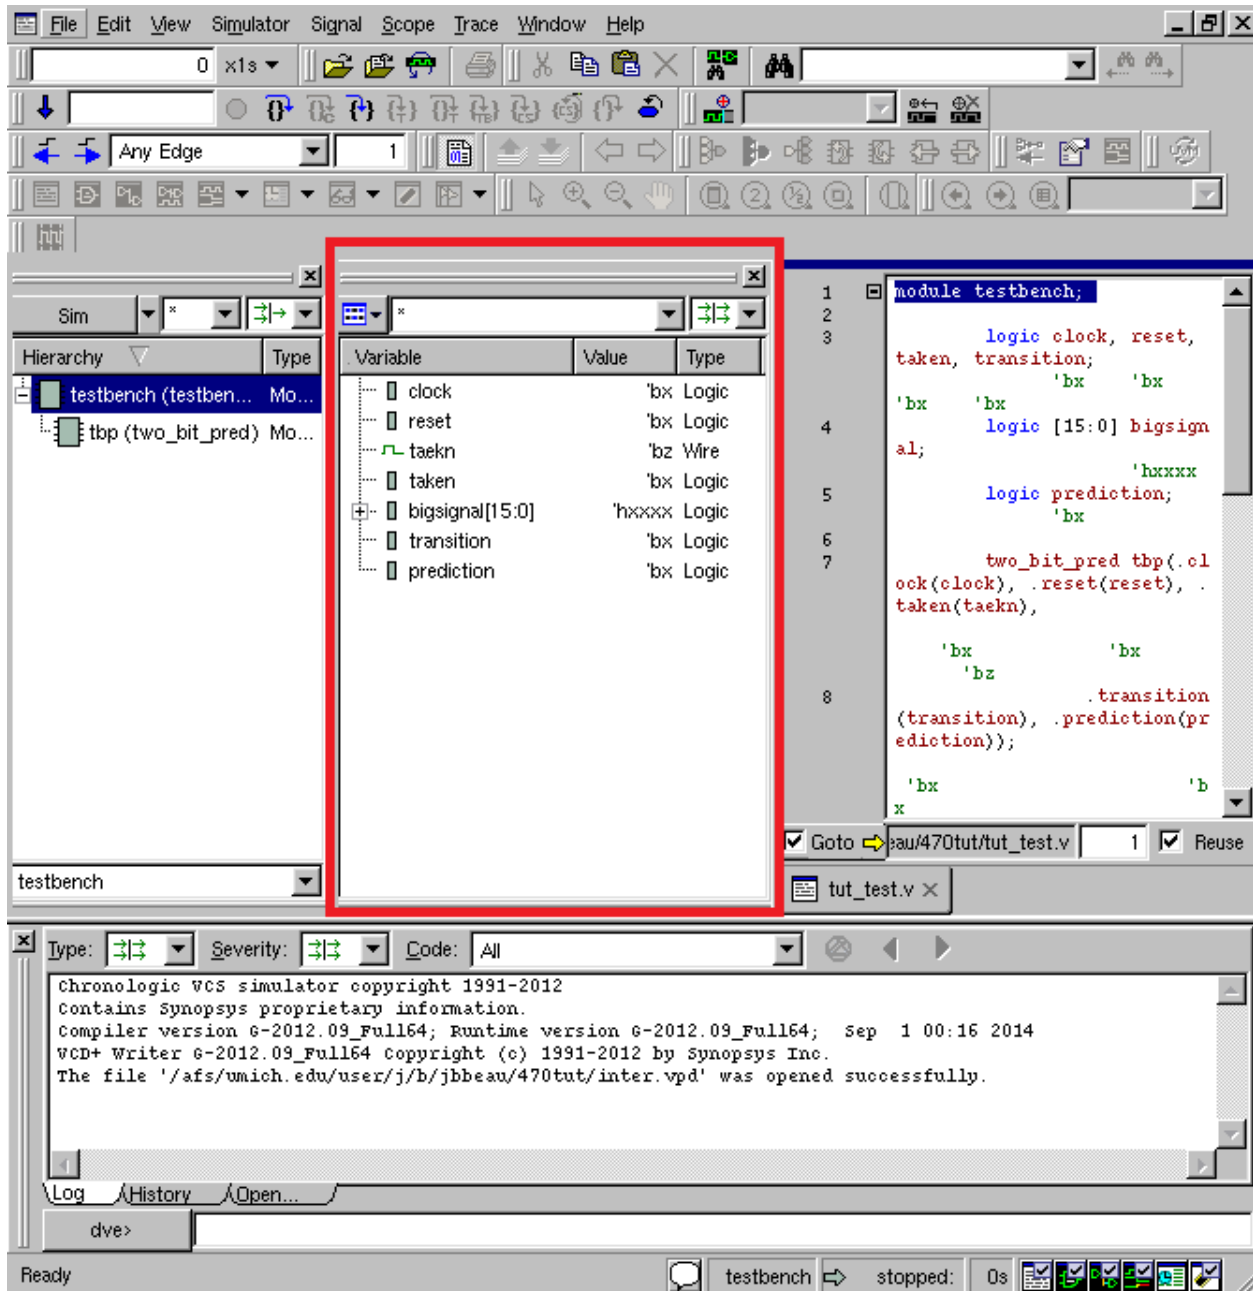 File Edit View Simulator Signal Scope Trace Window Help
0 x1s
Any Edge 1
Sim * *
Hierarchy Type
testbench (testben... Mo...
tbp (two_bit_pred) Mo...
testbench
.Variable Value Type
clock 'bx Logic
reset 'bx Logic
taekn 'bz Wire
taken 'bx Logic
bigsignal[15:0] 'hxxxx Logic
transition 'bx Logic
prediction 'bx Logic
1 module testbench;
2
3 logic clock, reset,
taken, transition;
'bx 'bx
'bx 'bx
4 logic [15:0] bigsign
al;
'hxxxx
5 logic prediction;
'bx
6
7 two_bit_pred tbp(.cl
ock(clock), .reset(reset), .
taken(taekn),
'bx 'bx
'bz
8 .transition
(transition), .prediction(pr
ediction));
'bx 'b
x
Goto eau/470tut/tut_test.v 1 Reuse
tut_test.v
Type: Severity: Code: All
Chronologic VCS simulator copyright 1991-2012
Contains Synopsys proprietary information.
Compiler version G-2012.09_Full64; Runtime version G-2012.09_Full64; Sep 1 00:16 2014
VCD+ Writer G-2012.09_Full64 Copyright (c) 1991-2012 by Synopsys Inc.
The file '/afs/umich.edu/user/j/b/jbbeau/470tut/inter.vpd' was opened successfully.
Log History Open...
dve>
Ready testbench stopped: 0s